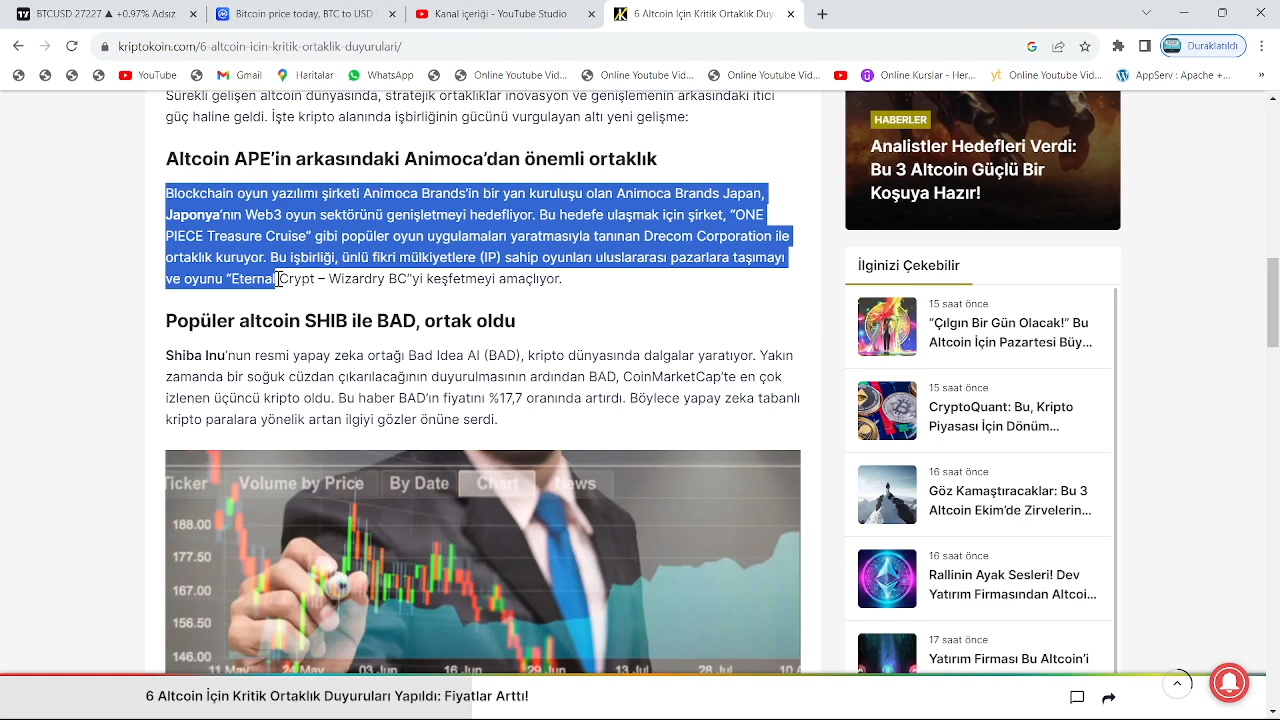 BTCUSD 27227 ▲ +0.97% Adsız
Bitcoin price today, BTC to USD
Kanal içeriği - YouTube Studio
6 Altcoin İçin Kritik Ortaklık Duy
kriptokoin.com/6-altcoin-icin-kritik-ortaklik-duyurulari/
Duraklatıldı
YouTube
Gmail
Haritalar
WhatsApp
Online Youtube Vid...
Online Youtube Vid...
Online Youtube Vid...
Online Kurslar - Her...
Online Youtube Vid...
AppServ : Apache +...
Sürekli gelişen altcoin dünyasında, stratejik ortaklıklar inovasyon ve genişlemenin arkasındaki itici
güç haline geldi. İşte kripto alanında işbirliğinin gücünü vurgulayan altı yeni gelişme:
Altcoin APE’in arkasındaki Animoca’dan önemli ortaklık
Blockchain oyun yazılımı şirketi Animoca Brands’in bir yan kuruluşu olan Animoca Brands Japan,
Japonya’nın Web3 oyun sektörünü genişletmeyi hedefliyor. Bu hedefe ulaşmak için şirket, “ONE
PIECE Treasure Cruise” gibi popüler oyun uygulamaları yaratmasıyla tanınan Drecom Corporation ile
ortaklık kuruyor. Bu işbirliği, ünlü fikri mülkiyetlere (IP) sahip oyunları uluslararası pazarlara taşımayı
ve oyunu “Eternal Crypt – Wizardry BC”yi keşfetmeyi amaçlıyor.
Popüler altcoin SHIB ile BAD, ortak oldu
Shiba Inu’nun resmi yapay zeka ortağı Bad Idea AI (BAD), kripto dünyasında dalgalar yaratıyor. Yakın
zamanda bir soğuk cüzdan çıkarılacağının duyurulmasının ardından BAD, CoinMarketCap’te en çok
izlenen üçüncü kripto oldu. Bu haber BAD’ın fiyatını %17,7 oranında artırdı. Böylece yapay zeka tabanlı
kripto paralara yönelik artan ilgiyi gözler önüne serdi.
Ticker
Volume by Price
By Date
Chart
News
188.00
177.50
167.00
156.50
146.00
11 May
24 May
03 Jun
16 Jun
29 Jun
13 Jul
28 Jul
10 A
HABERLER
Analistler Hedefleri Verdi:
Bu 3 Altcoin Güçlü Bir
Koşuya Hazır!
İlginizi Çekebilir
15 saat önce
“Çılgın Bir Gün Olacak!” Bu
Altcoin İçin Pazartesi Büy...
15 saat önce
CryptoQuant: Bu, Kripto
Piyasası İçin Dönüm...
16 saat önce
Göz Kamaştıracaklar: Bu 3
Altcoin Ekim’de Zirvelerin...
16 saat önce
Rallinin Ayak Sesleri! Dev
Yatırım Firmasından Altcoi...
17 saat önce
Yatırım Firması Bu Altcoin’i
6 Altcoin İçin Kritik Ortaklık Duyuruları Yapıldı: Fiyatlar Arttı!